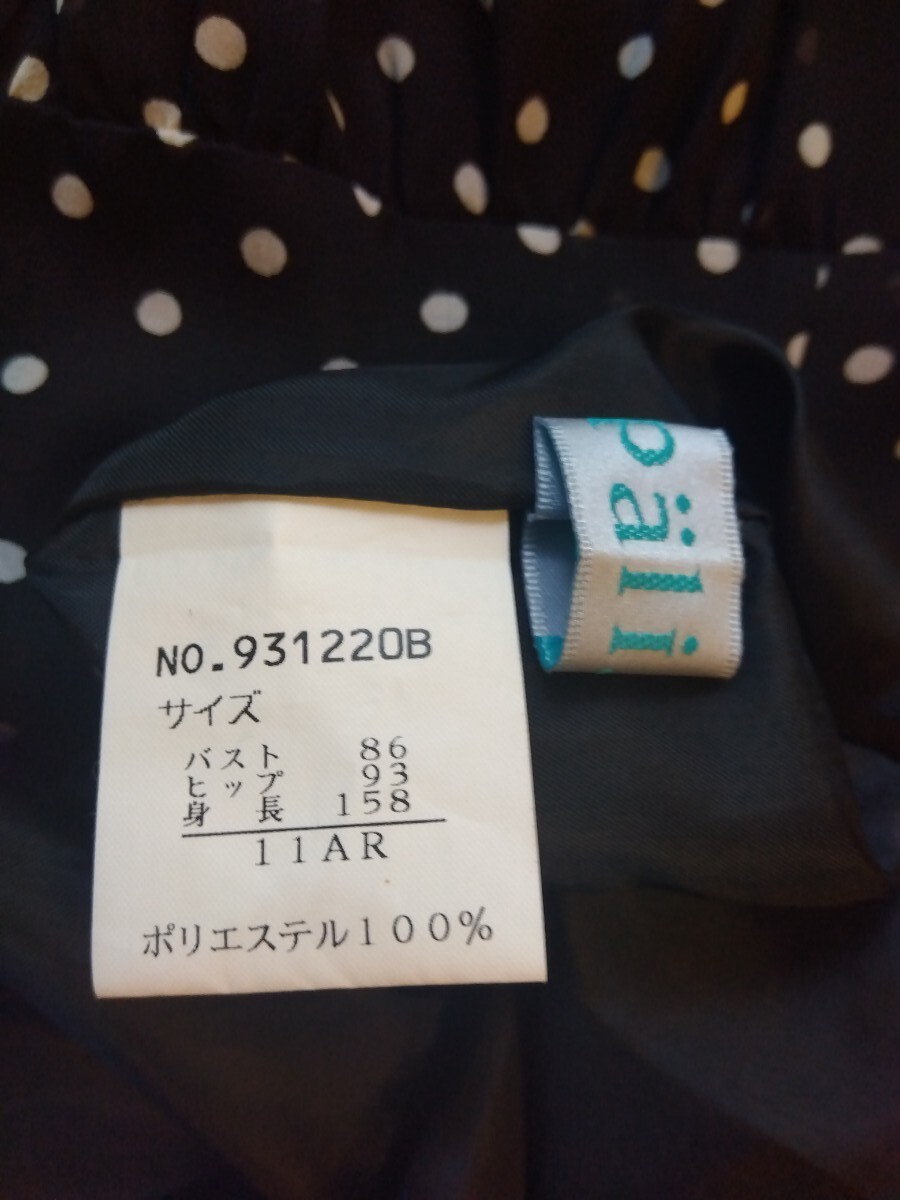 NO.931220B
サイズ
バスト 86
ヒップ 93
身長 158
11AR
ポリエステル100%
päli